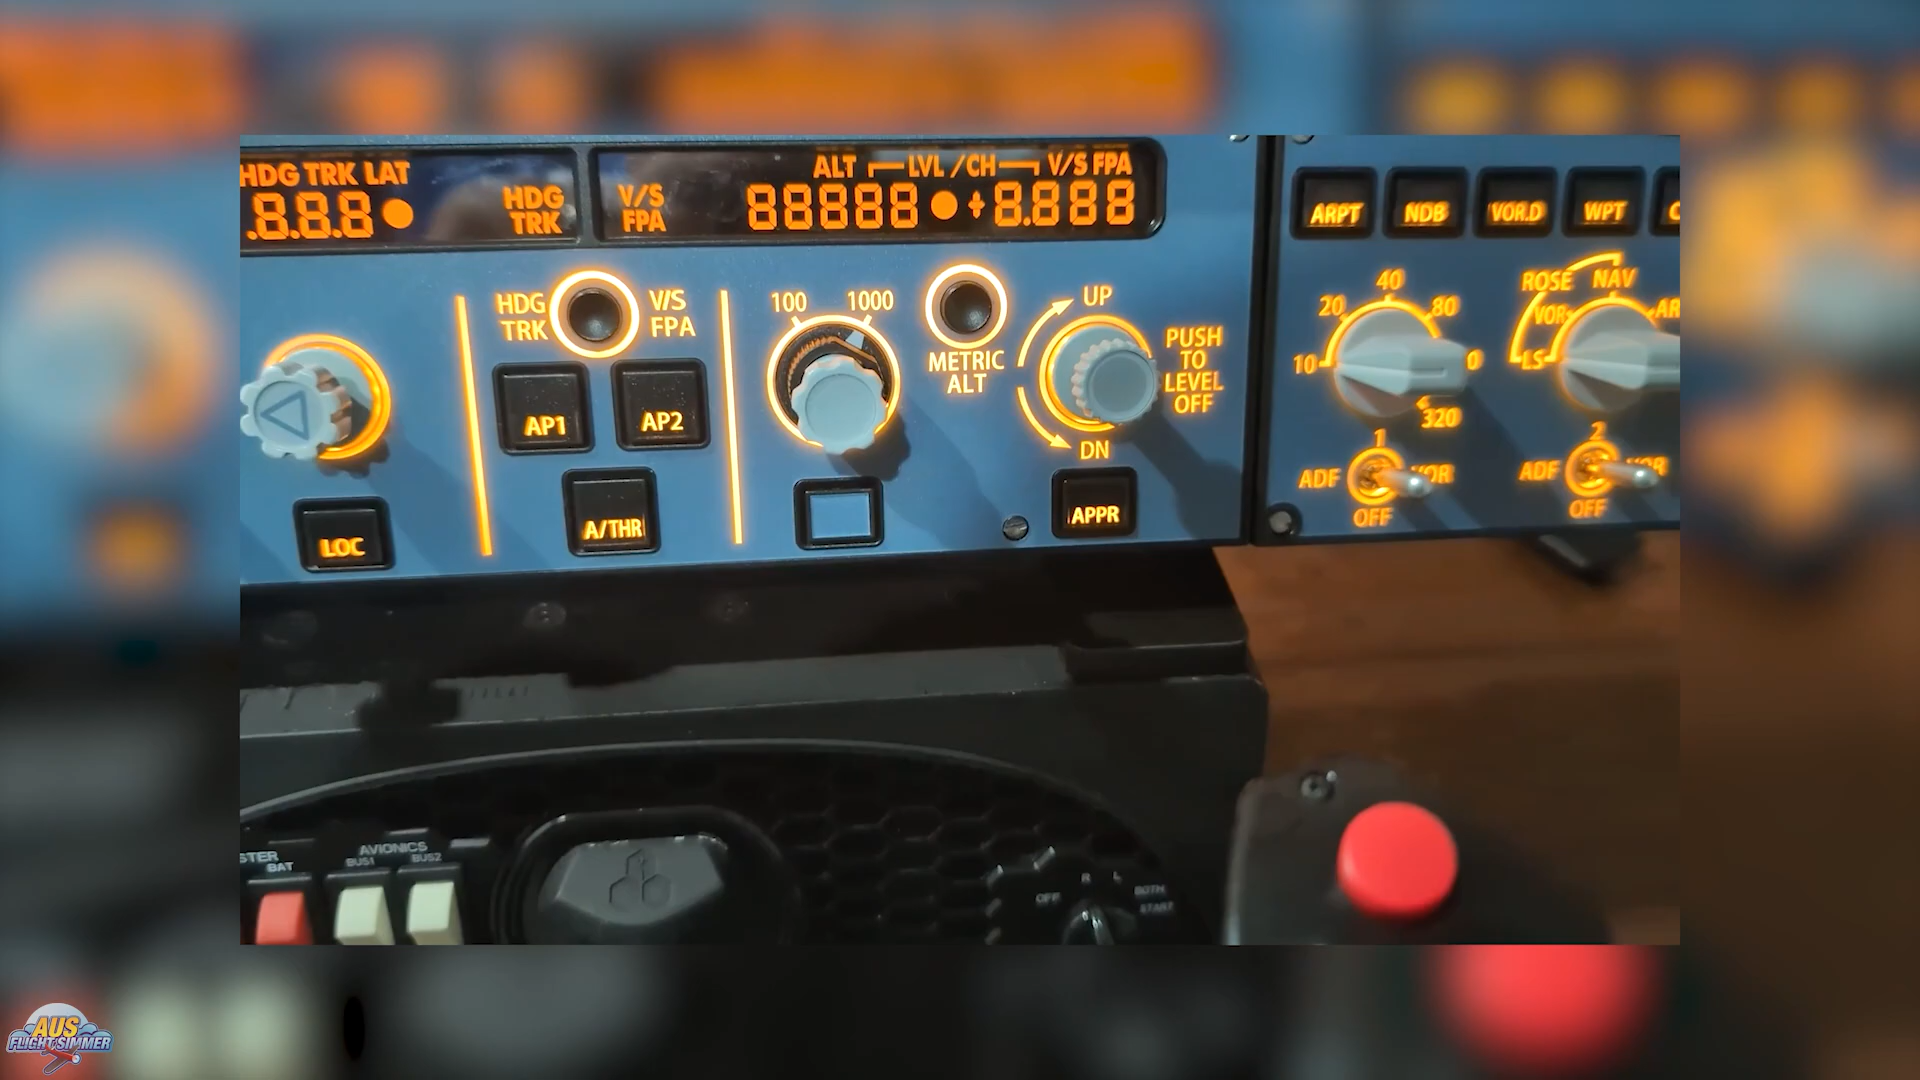 HDG TRK LAT
.8.8.8
HDG
TRK
V/S
FPA
ALT LVL/CH V/S FPA
88888 +8.888
HDG
TRK
V/S
FPA
AP1
AP2
A/THR
LOC
100
1000
METRIC
ALT
UP
DN
PUSH
TO
LEVEL
OFF
APPR
ARPT
NDB
VOR.D
WPT
10
20
40
80
320
ROSE
NAV
VOR
LS
1
ADF
VOR
OFF
2
ADF
VOR
OFF
BAT
AVIONICS
BUS1
BUS2
OFF
R
L
BOTH
START
AUS
FLIGHTSIMMER